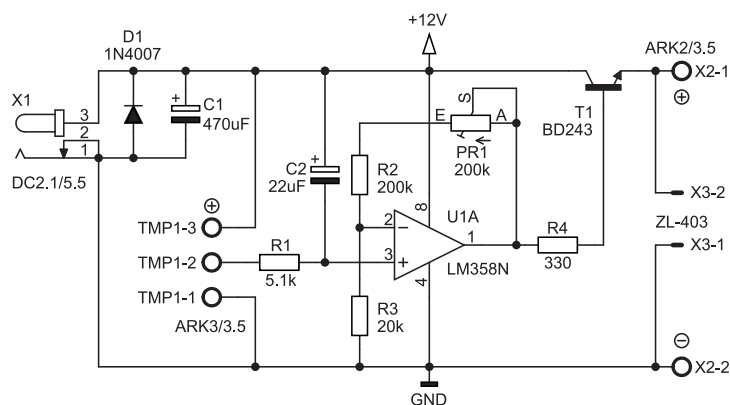 +12V
D1
1N4007
ARK2/3.5
X2-1
X1
3
2
1
DC2.1/5.5
+
C1
470uF
S
E
A
PR1
200k
T1
BD243
+
C2
22uF
R2
200k
X3-2
ZL-403
X3-1
TMP1-3
TMP1-2
TMP1-1
ARK3/3.5
R1
5.1k
U1A
8
2
3
1
4
LM358N
R4
330
R3
20k
X2-2
GND